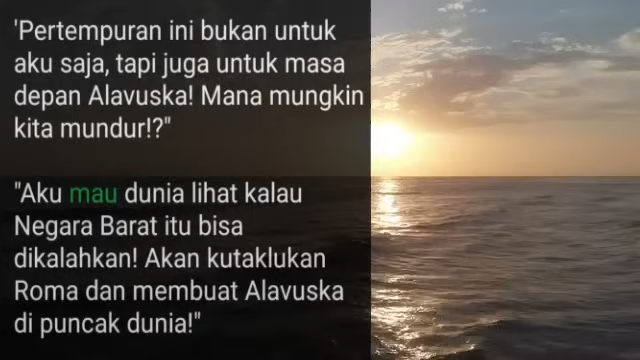 'Pertempuran ini bukan untuk
aku saja, tapi juga untuk masa
depan Alavuska! Mana mungkin
kita mundur!?"
"Aku mau dunia lihat kalau
Negara Barat itu bisa
dikalahkan! Akan kutaklukan
Roma dan membuat Alavuska
di puncak dunia!"